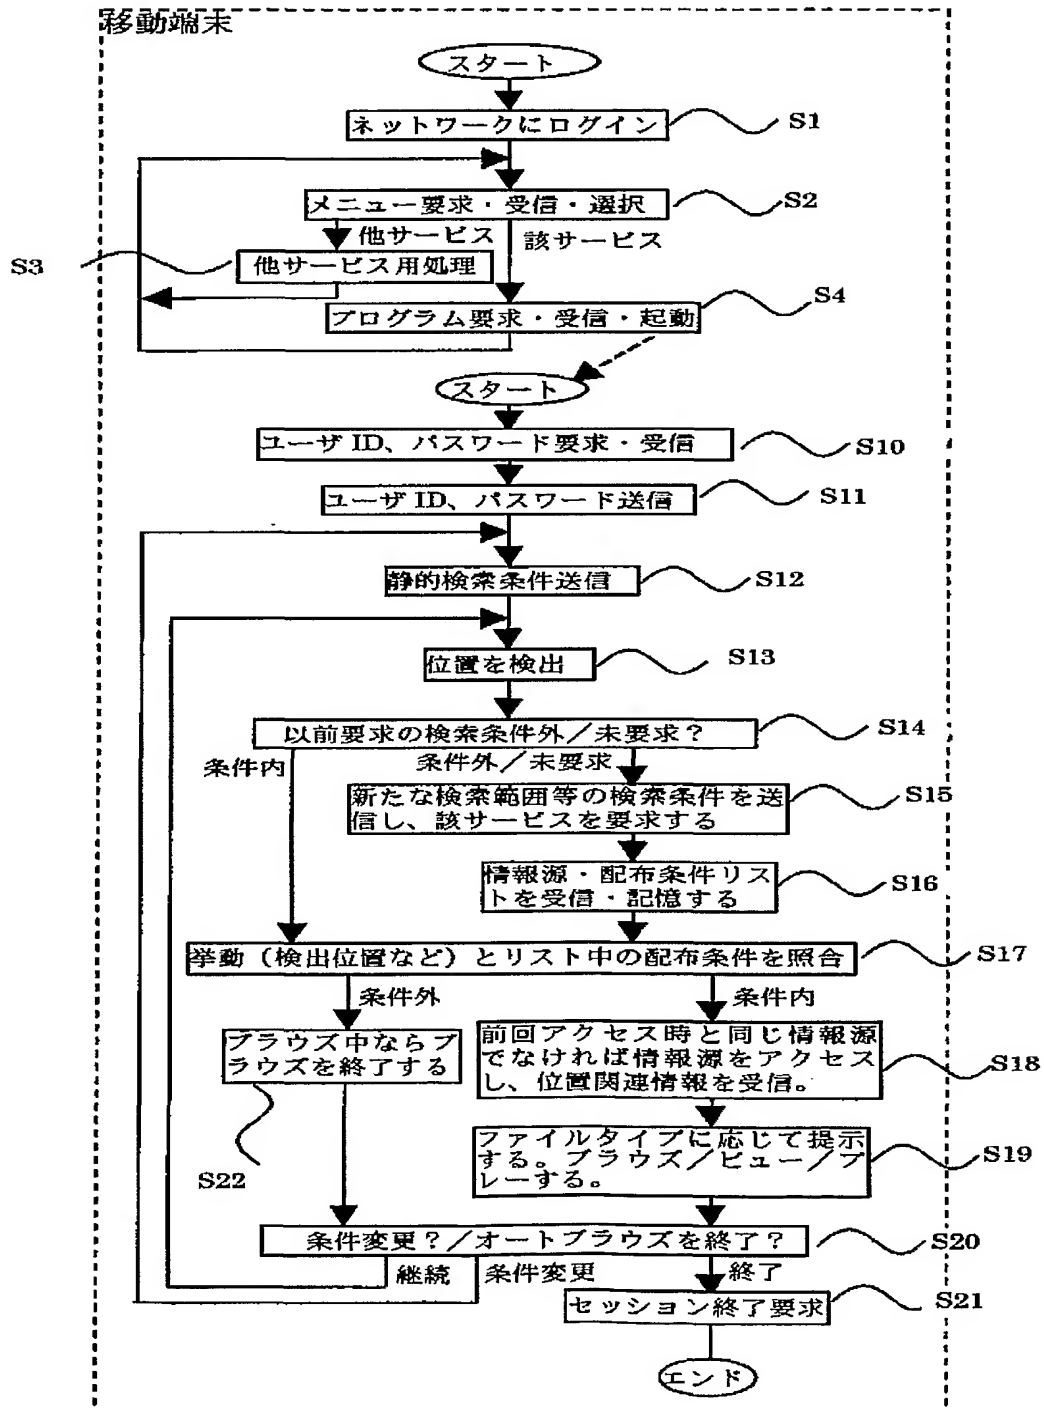 移動端末
スタート
ネットワークにログイン
S1
メニュー要求・受信・選択
S2
他サービス
該サービス
S3
他サービス用処理
プログラム要求・受信・起動
S4
スタート
ユーザID、パスワード要求・受信
S10
ユーザID、パスワード送信
S11
静的検索条件送信
S12
位置を検出
S13
以前要求の検索条件外／未要求？
S14
条件内
条件外／未要求
新たな検索範囲等の検索条件を送
信し、該サービスを要求する
S15
情報源・配布条件リス
トを受信・記憶する
S16
挙動（検出位置など）とリスト中の配布条件を照合
S17
条件外
条件内
ブラウズ中ならブ
ラウズを終了する
S22
前回アクセス時と同じ情報源
でなければ情報源をアクセス
し、位置関連情報を受信。
S18
ファイルタイプに応じて提示
する。ブラウズ／ビュー／プ
レーする。
S19
条件変更？／オートブラウズを終了？
S20
継続
条件変更
終了
セッション終了要求
S21
エンド